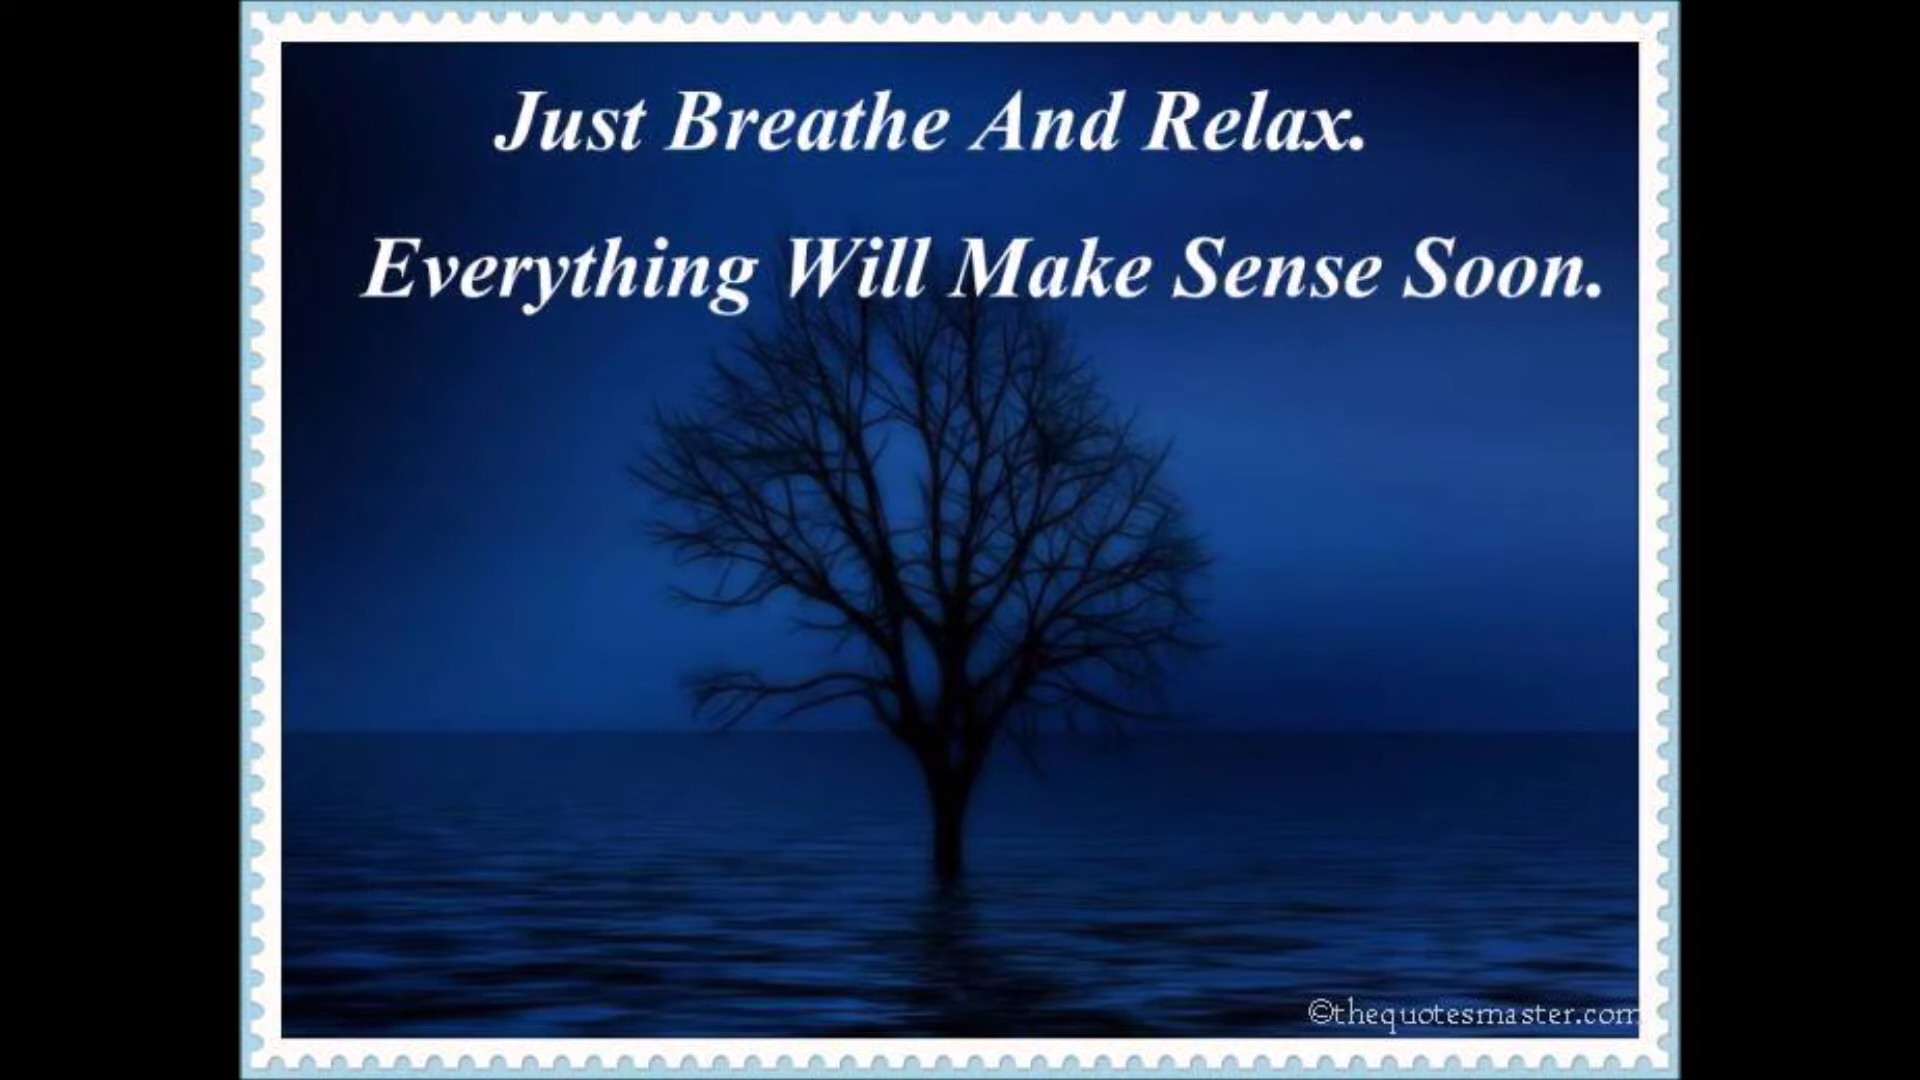 Just Breathe And Relax.
Everything Will Make Sense Soon.
©thequotesmaster.com